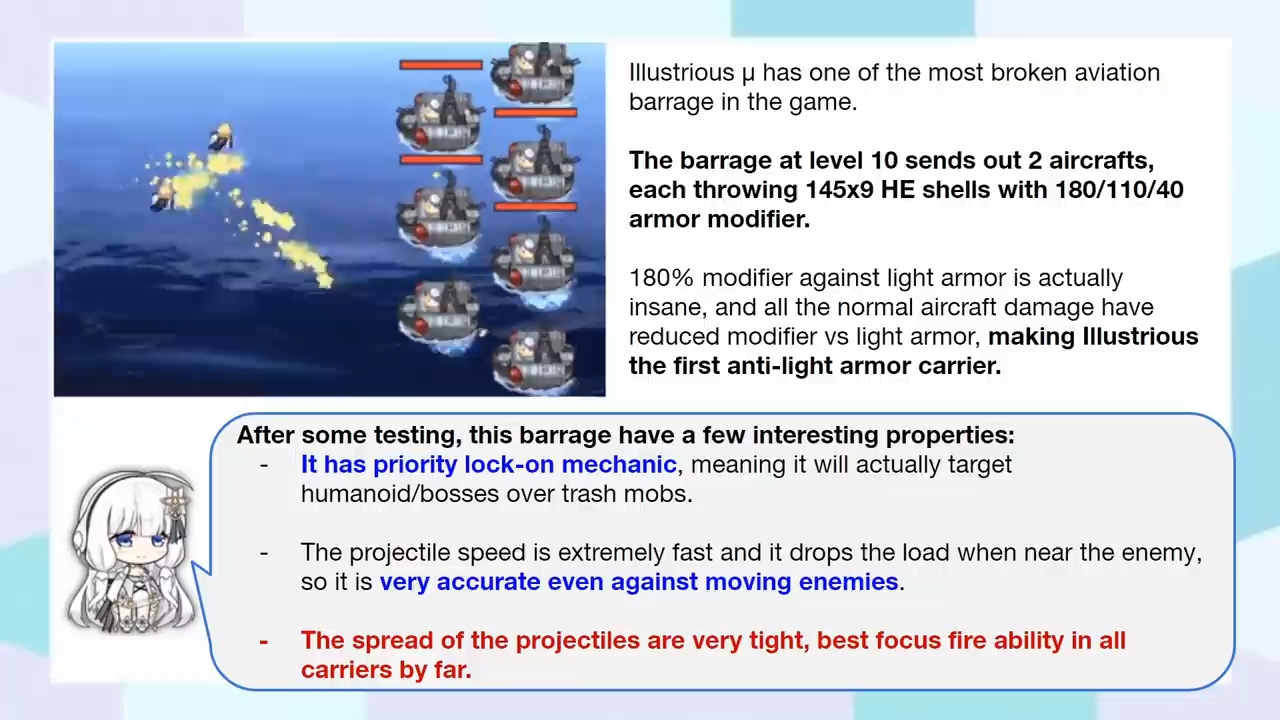 Illustrious μ has one of the most broken aviation
barrage in the game.
The barrage at level 10 sends out 2 aircrafts,
each throwing 145x9 HE shells with 180/110/40
armor modifier.
180% modifier against light armor is actually
insane, and all the normal aircraft damage have
reduced modifier vs light armor, making Illustrious
the first anti-light armor carrier.
After some testing, this barrage have a few interesting properties:
- It has priority lock-on mechanic, meaning it will actually target
humanoid/bosses over trash mobs.
- The projectile speed is extremely fast and it drops the load when near the enemy,
so it is very accurate even against moving enemies.
- The spread of the projectiles are very tight, best focus fire ability in all
carriers by far.